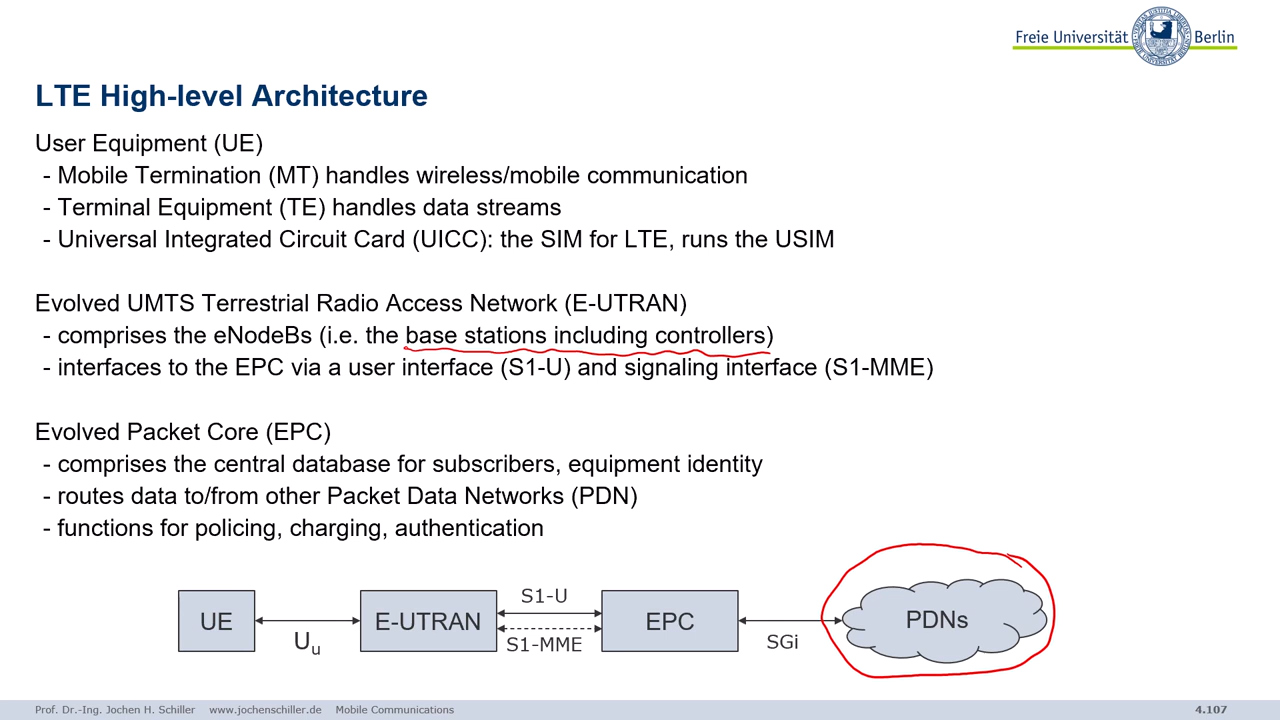 Freie Universität Berlin
LTE High-level Architecture
User Equipment (UE)
- Mobile Termination (MT) handles wireless/mobile communication
- Terminal Equipment (TE) handles data streams
- Universal Integrated Circuit Card (UICC): the SIM for LTE, runs the USIM
Evolved UMTS Terrestrial Radio Access Network (E-UTRAN)
- comprises the eNodeBs (i.e. the base stations including controllers)
- interfaces to the EPC via a user interface (S1-U) and signaling interface (S1-MME)
Evolved Packet Core (EPC)
- comprises the central database for subscribers, equipment identity
- routes data to/from other Packet Data Networks (PDN)
- functions for policing, charging, authentication
UE
Uu
E-UTRAN
S1-U
S1-MME
EPC
SGi
PDNs
Prof. Dr.-Ing. Jochen H. Schiller www.jochenschiller.de Mobile Communications
4.107